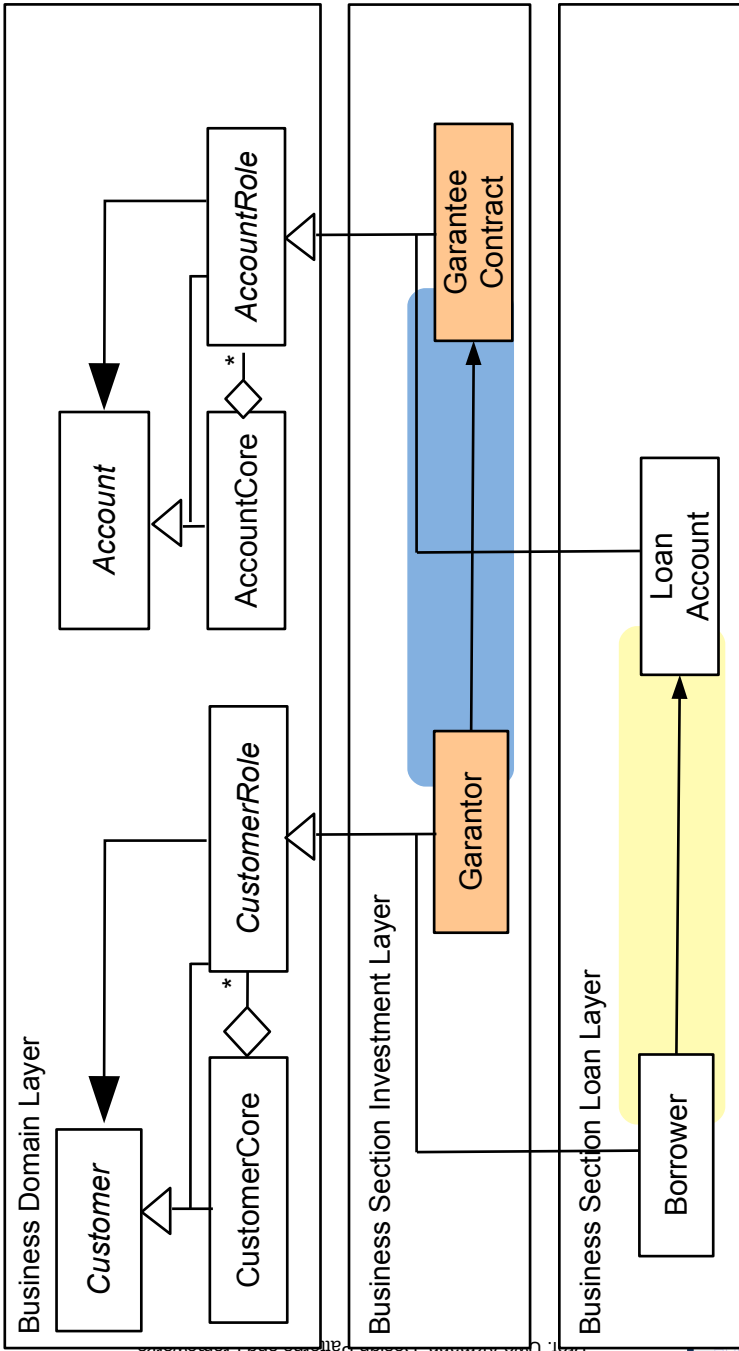 Business Domain Layer
Customer
Account
CustomerCore
*
CustomerRole
AccountCore
*
AccountRole
Business Section Investment Layer
Garantor
Garantee
Contract
Business Section Loan Layer
Borrower
Loan
Account